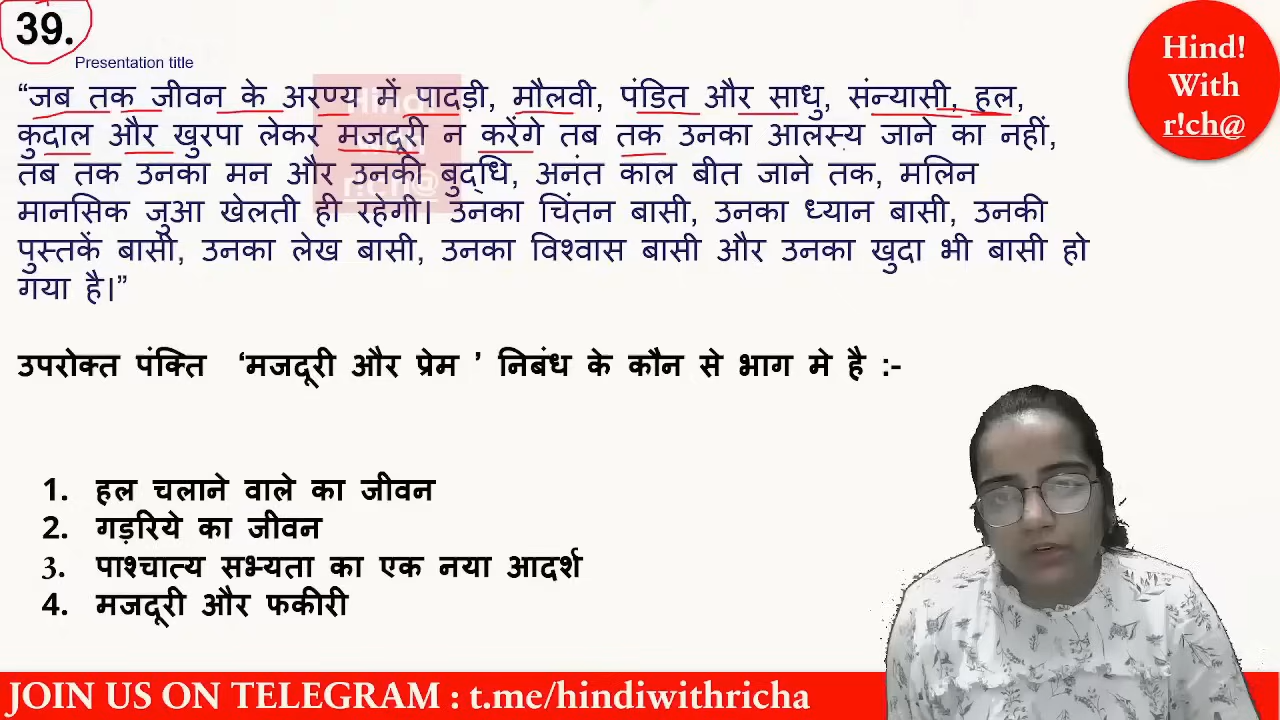 39.
Presentation title
Hind!
With
r!ch@
“जब तक जीवन के अरण्य में पादड़ी, मौलवी, पंडित और साधु, संन्यासी, हल,
कुदाल और खुरपा लेकर मजदूरी न करेंगे तब तक उनका आलस्य जाने का नहीं,
तब तक उनका मन और उनकी बुद्धि, अनंत काल बीत जाने तक, मलिन
मानसिक जुआ खेलती ही रहेगी। उनका चिंतन बासी, उनका ध्यान बासी, उनकी
पुस्तकें बासी, उनका लेख बासी, उनका विश्वास बासी और उनका खुदा भी बासी हो
गया है।”
उपरोक्त पंक्ति ‘मजदूरी और प्रेम ’ निबंध के कौन से भाग मे है :-
1. हल चलाने वाले का जीवन
2. गड़रिये का जीवन
3. पाश्चात्य सभ्यता का एक नया आदर्श
4. मजदूरी और फकीरी
JOIN US ON TELEGRAM : t.me/hindiwithricha